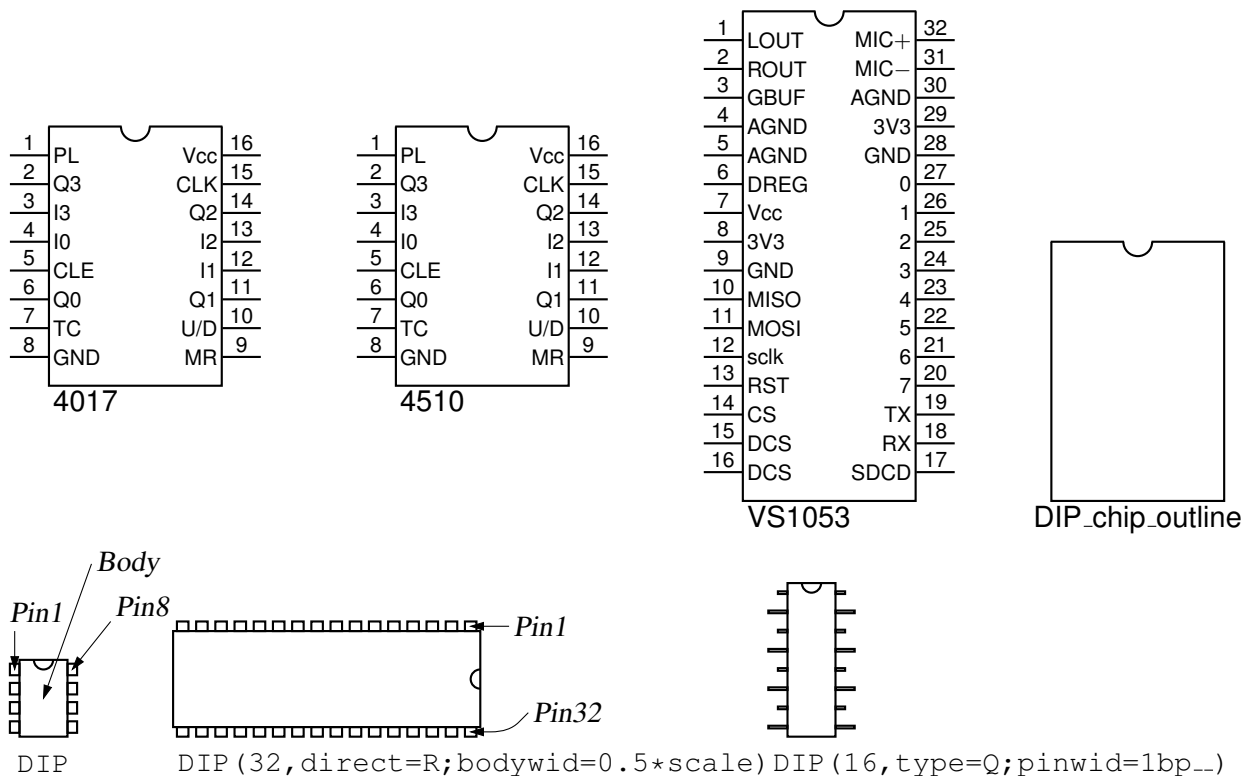 1 PL Vcc 16
2 Q3 CLK 15
3 I3 Q2 14
4 I0 I2 13
5 CLE I1 12
6 Q0 Q1 11
7 TC U/D 10
8 GND MR 9
4017
1 PL Vcc 16
2 Q3 CLK 15
3 I3 Q2 14
4 I0 I2 13
5 CLE I1 12
6 Q0 Q1 11
7 TC U/D 10
8 GND MR 9
4510
1 LOUT MIC+ 32
2 ROUT MIC− 31
3 GBUF AGND 30
4 AGND 3V3 29
5 AGND GND 28
6 DREG 0 27
7 Vcc 1 26
8 3V3 2 25
9 GND 3 24
10 MISO 4 23
11 MOSI 5 22
12 sclk 6 21
13 RST 7 20
14 CS TX 19
15 DCS RX 18
16 DCS SDCD 17
VS1053
DIP_chip_outline
Body
Pin1
Pin8
DIP
Pin1
Pin32
DIP(32,direct=R;bodywid=0.5*scale)
DIP(16,type=Q;pinwid=1bp__)